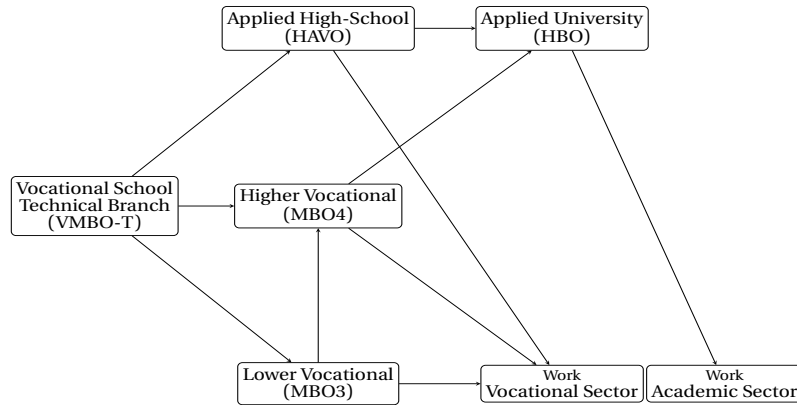 Applied High-School
(HAVO)
Applied University
(HBO)
Vocational School
Technical Branch
(VMBO-T)
Higher Vocational
(MBO4)
Lower Vocational
(MBO3)
Work
Vocational Sector
Work
Academic Sector